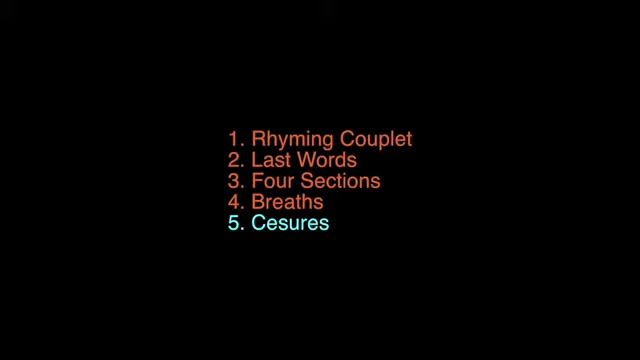 1. Rhyming Couplet
2. Last Words
3. Four Sections
4. Breaths
5. Cesures